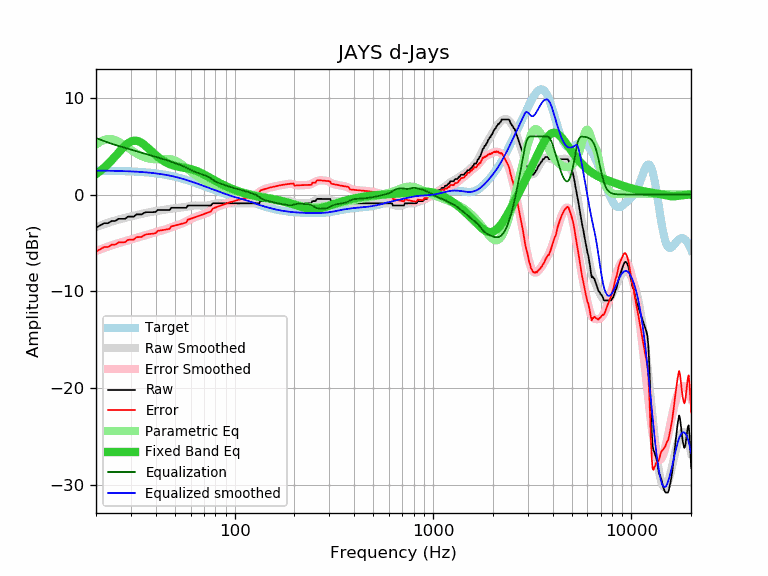 JAYS d-Jays
Amplitude (dBr)
10
0
−10
−20
−30
Target
Raw Smoothed
Error Smoothed
Raw
Error
Parametric Eq
Fixed Band Eq
Equalization
Equalized smoothed
100
1000
10000
Frequency (Hz)